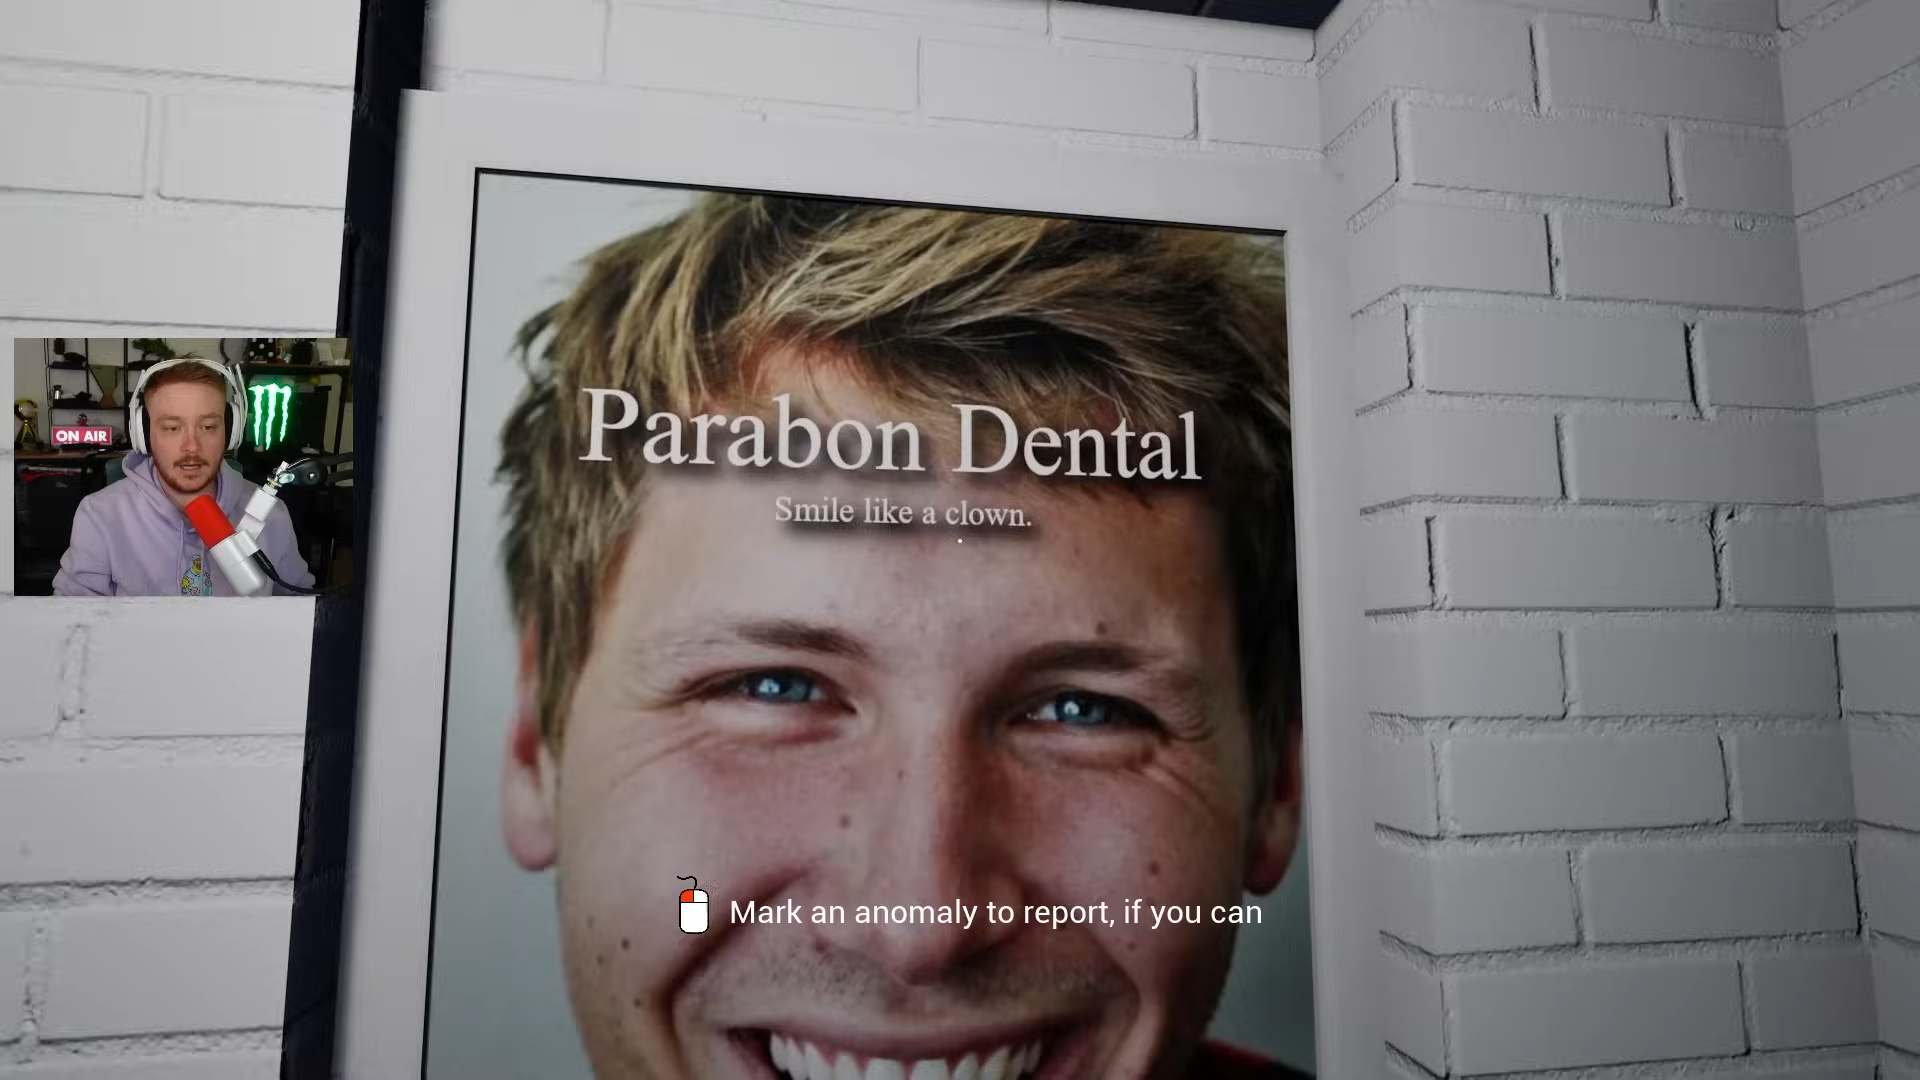 Parabon Dental
Smile like a clown.
ON AIR
Mark an anomaly to report, if you can